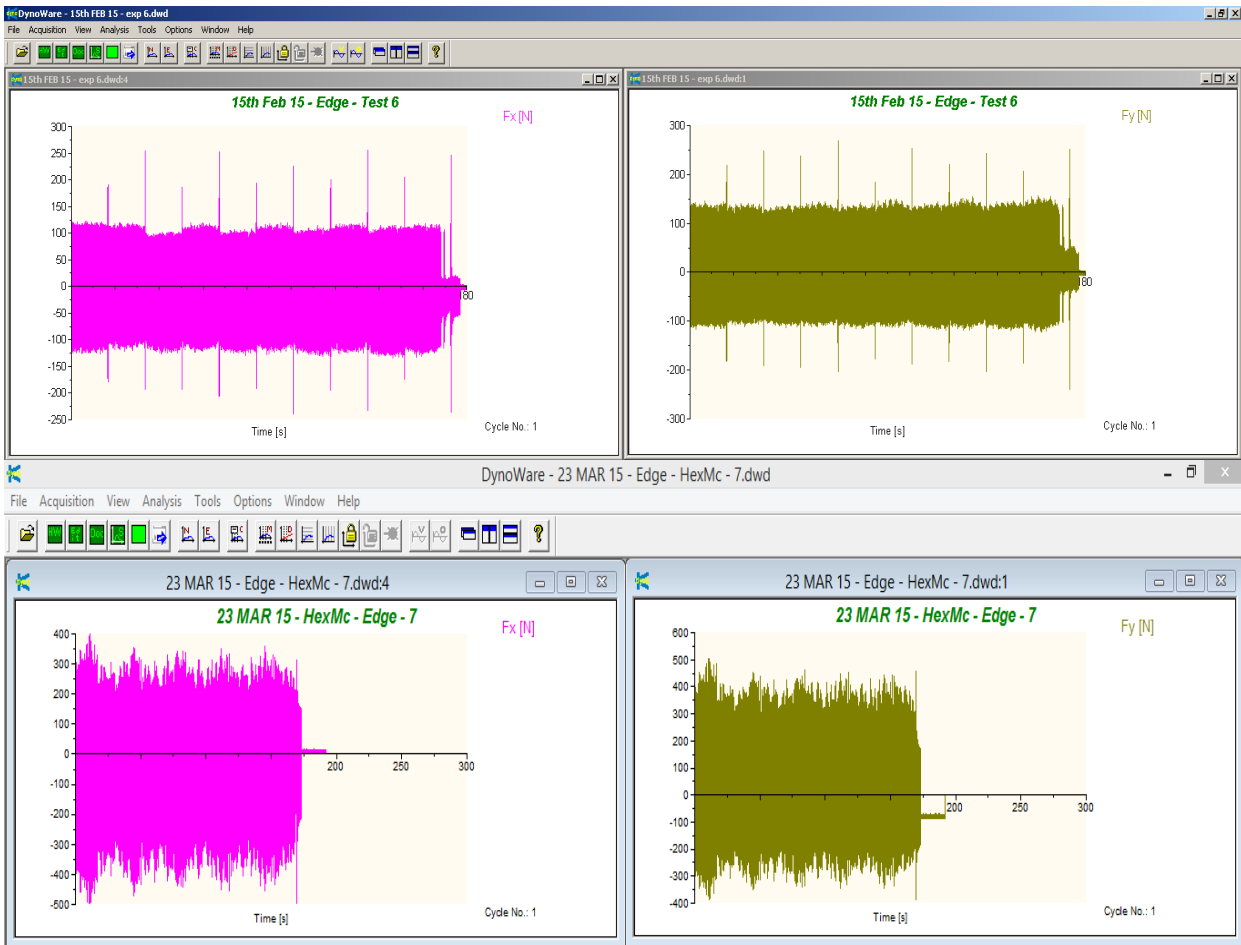 DynoWare - 15th FEB 15 - exp 6.dwd
File Acquisition View Analysis Tools Options Window Help
15th FEB 15 - exp 6.dwd:4
15th Feb 15 - Edge - Test 6
Fx [N]
300
250
200
150
100
50
0
-50
-100
-150
-200
-250
180
Time [s]
Cycle No.: 1
15th FEB 15 - exp 6.dwd:1
15th Feb 15 - Edge - Test 6
Fy [N]
300
200
100
0
-100
-200
-300
180
Time [s]
Cycle No.: 1
DynoWare - 23 MAR 15 - Edge - HexMc - 7.dwd
File Acquisition View Analysis Tools Options Window Help
23 MAR 15 - Edge - HexMc - 7.dwd:4
23 MAR 15 - HexMc - Edge - 7
Fx [N]
400
300
200
100
0
-100
-200
-300
-400
-500
200 250 300
Time [s]
Cycle No.: 1
23 MAR 15 - Edge - HexMc - 7.dwd:1
23 MAR 15 - HexMc - Edge - 7
Fy [N]
600
500
400
300
200
100
0
-100
-200
-300
-400
200 250 300
Time [s]
Cycle No.: 1